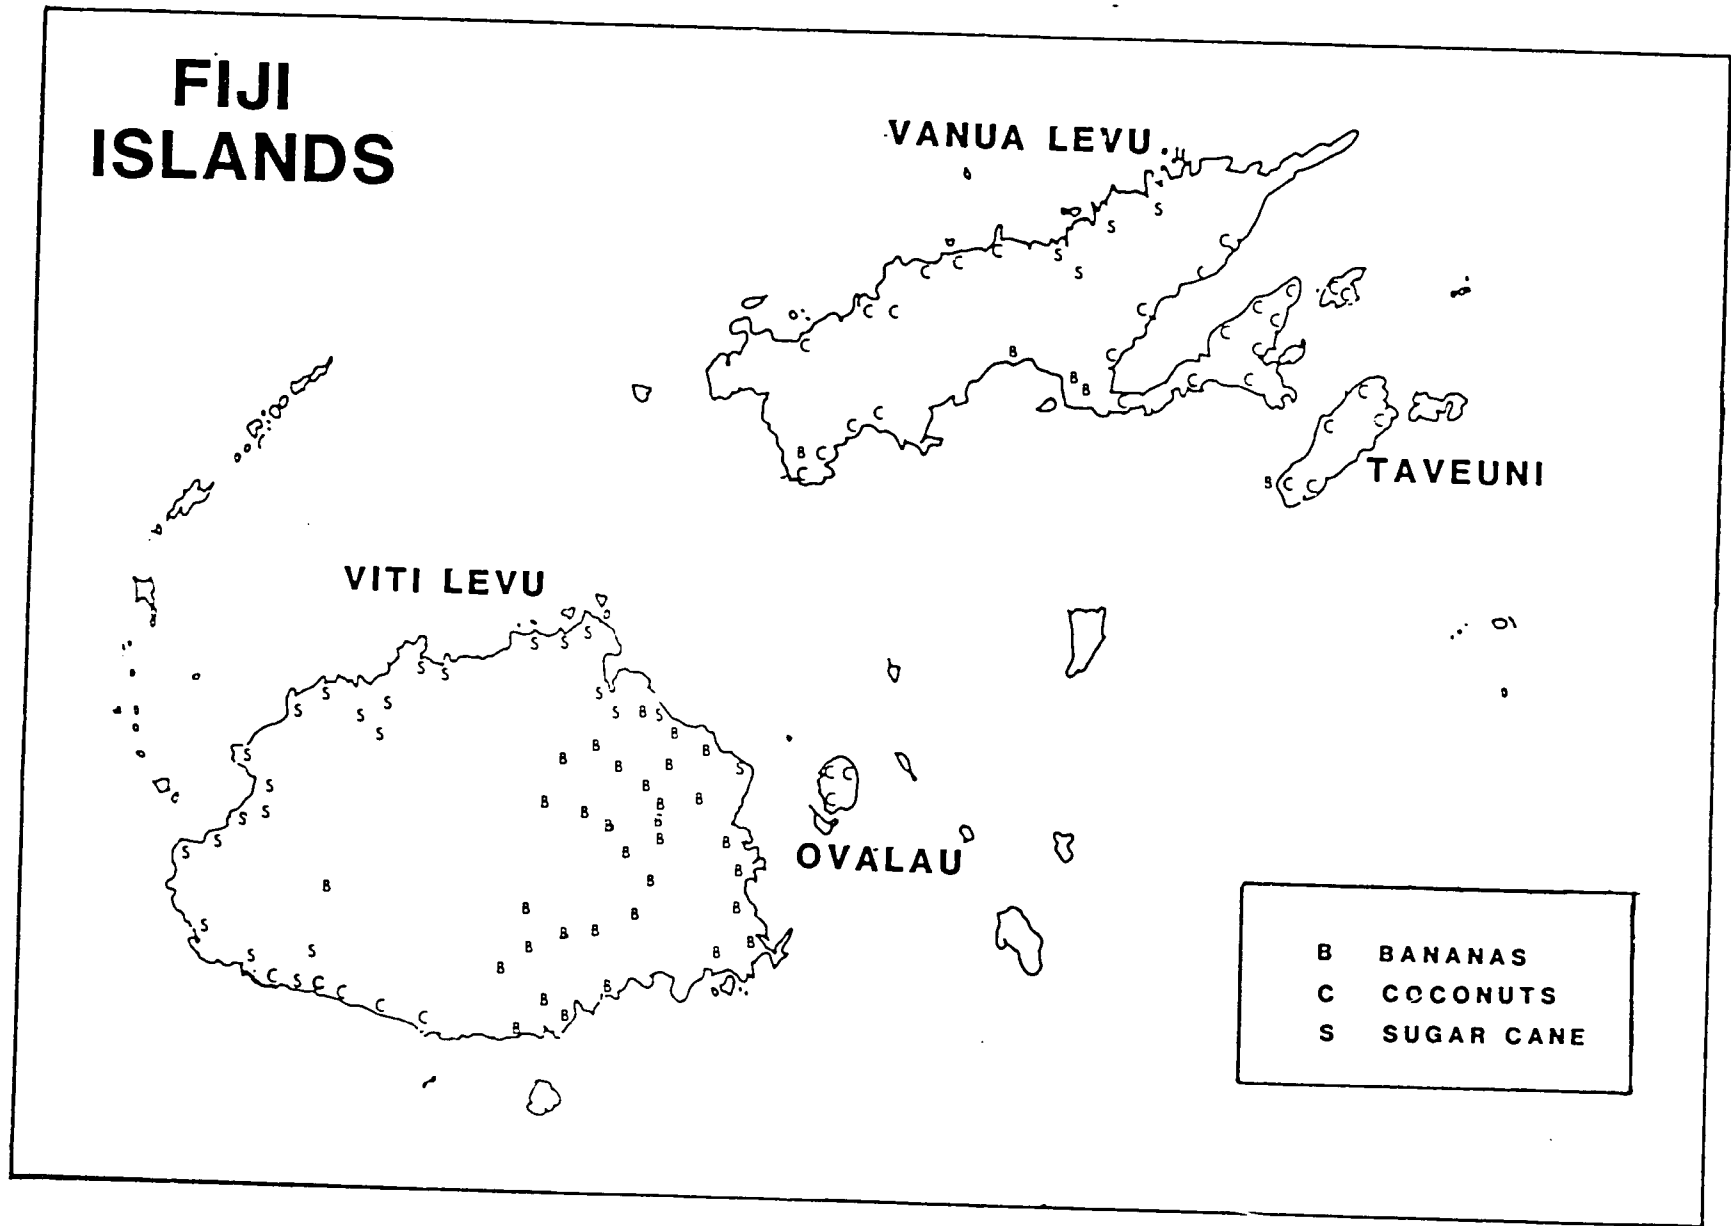 FIJI
ISLANDS
VANUA LEVU
TAVEUNI
VITI LEVU
OVALAU
B BANANAS
C COCONUTS
S SUGAR CANE